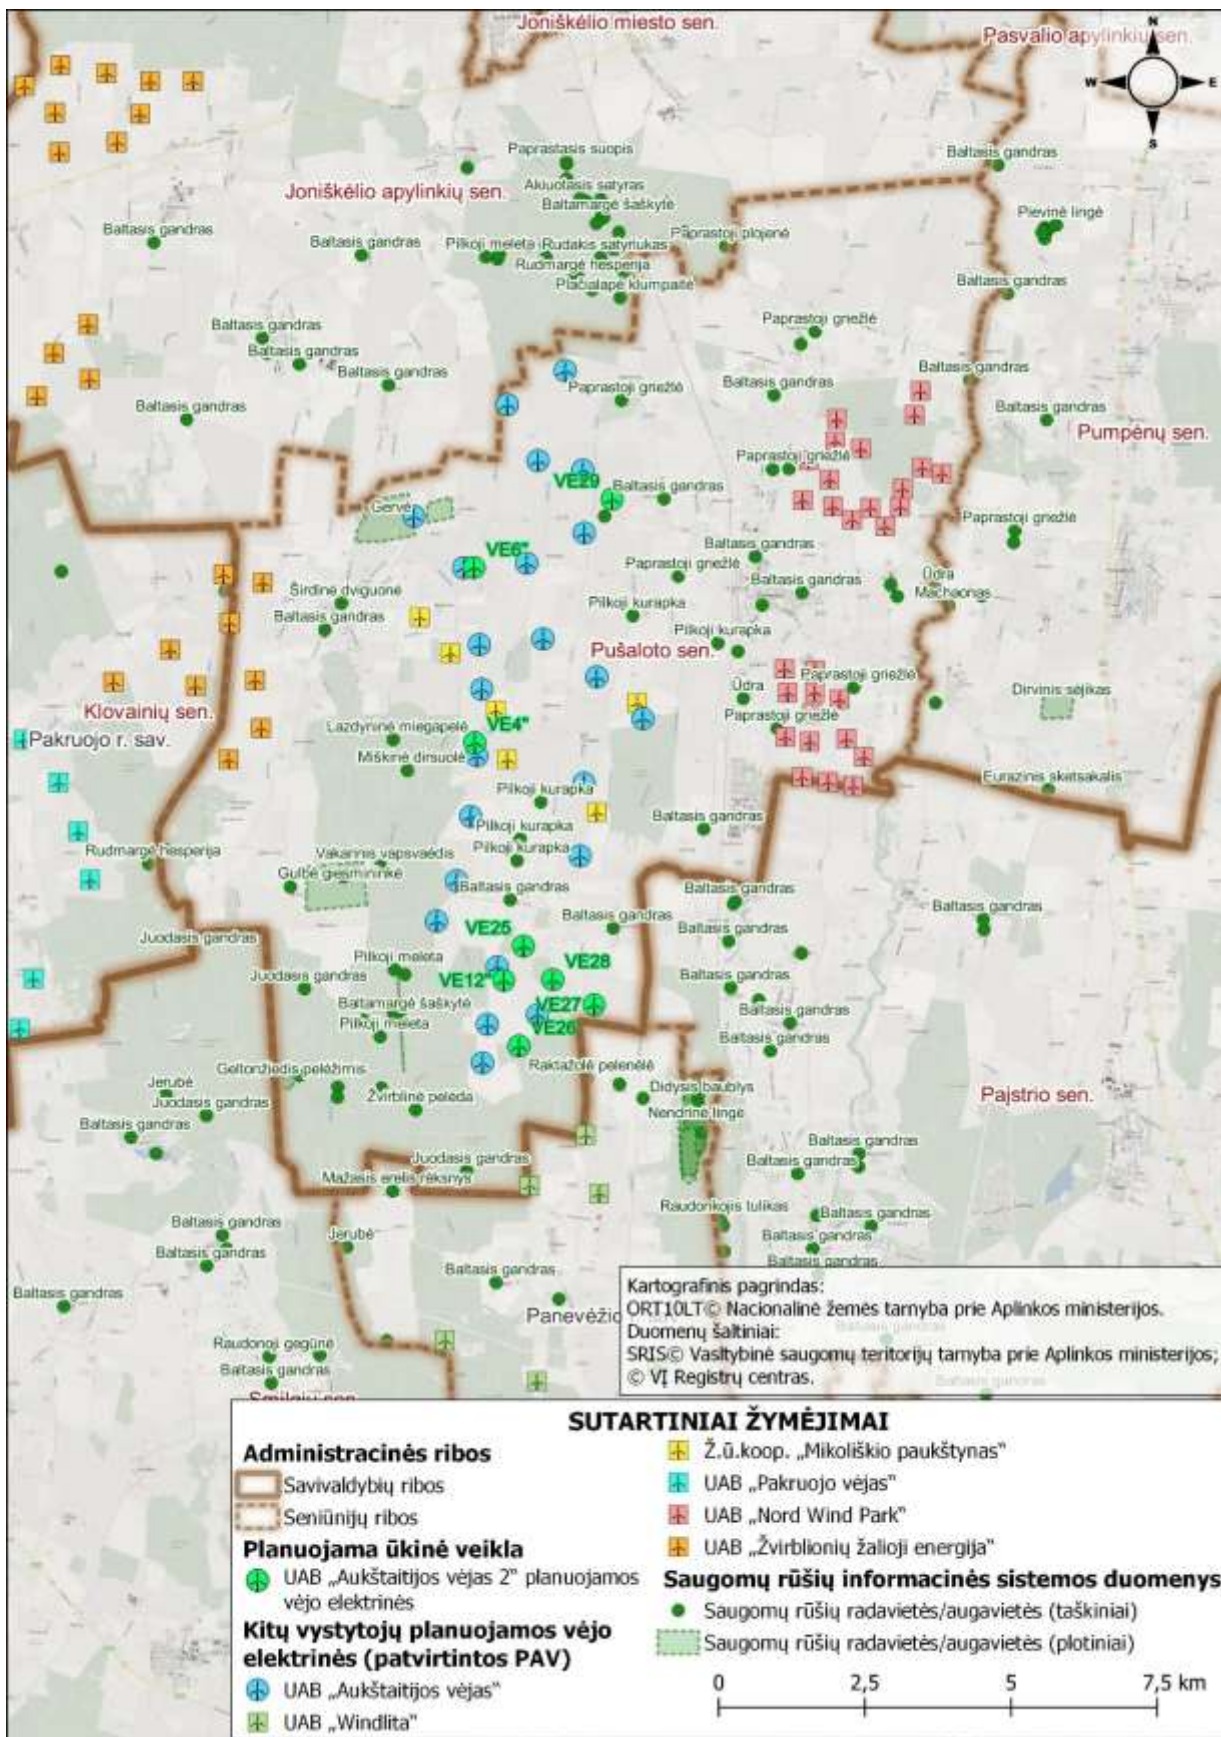 Joniškėlio miesto sen.
Pasvalio apylinkių sen.
N
W
E
S
Paprastasis suopis
Baltasis gandras
Akiuotasis satyras
Joniškėlio apylinkių sen.
Baltamargė šaškytė
Pievinė lingė
Baltasis gandras
Baltasis gandras
Pilkoji meleta
Rudakis satyriukas
Paprastoji plojenė
Rudmargė hesperija
Plačialapė klumpaitė
Baltasis gandras
Baltasis gandras
Baltasis gandras
Baltasis gandras
Baltasis gandras
Paprastoji griežlė
Baltasis gandras
Paprastoji griežlė
Baltasis gandras
Baltasis gandras
Baltasis gandras
Pumpėnų sen.
Paprastoji griežlė
VE29
Baltasis gandras
Gervė
Paprastoji griežlė
VE6"
Baltasis gandras
Paprastoji griežlė
Ūdra
Baltasis gandras
Machaonas
Širdinė dviguonė
Baltasis gandras
Pilkoji kurapka
Pilkoji kurapka
Pušaloto sen.
Paprastoji griežlė
Ūdra
Dirvinis sėjikas
Klovainių sen.
Pakruojo r. sav.
Lazdyninė miegapelė
VE4"
Paprastoji griežlė
Miškinė dirsuolė
Eurazinis skėtsakalis
Pilkoji kurapka
Baltasis gandras
Pilkoji kurapka
Rudmargė hesperija
Vakarinis vapsvaėdis
Pilkoji kurapka
Gulbė giesmininkė
Baltasis gandras
Baltasis gandras
Baltasis gandras
Baltasis gandras
Baltasis gandras
Juodasis gandras
VE25
Pilkoji meleta
VE28
Juodasis gandras
VE12"
Baltasis gandras
Baltamargė šaškytė
VE27
Baltasis gandras
Pilkoji meleta
VE26
Baltasis gandras
Geltonžiedis pelėžirnis
Raktažolė pelenėlė
Jerubė
Žvirblinė pelėda
Didysis baublys
Juodasis gandras
Nendrinė lingė
Paįstrio sen.
Baltasis gandras
Baltasis gandras
Juodasis gandras
Baltasis gandras
Mažasis erelis rėksnys
Raudonkojis tulikas
Baltasis gandras
Baltasis gandras
Jerubė
Baltasis gandras
Baltasis gandras
Baltasis gandras
Baltasis gandras
Baltasis gandras
Panevėžio
Raudonoji gegūnė
Baltasis gandras
Smilgių sen.
Kartografinis pagrindas:
ORT10LT© Nacionalinė žemės tarnyba prie Aplinkos ministerijos.
Duomenų šaltiniai:
SRIS© Vasltybinė saugomų teritorijų tarnyba prie Aplinkos ministerijos;
© VĮ Registrų centras.
SUTARTINIAI ŽYMĖJIMAI
Administracinės ribos
Savivaldybių ribos
Seniūnijų ribos
Planuojama ūkinė veikla
UAB „Aukštaitijos vėjas 2" planuojamos
vėjo elektrinės
Kitų vystytojų planuojamos vėjo
elektrinės (patvirtintos PAV)
UAB „Aukštaitijos vėjas"
UAB „Windlita"
Ž.ū.koop. „Mikoliškio paukštynas"
UAB „Pakruojo vėjas"
UAB „Nord Wind Park"
UAB „Žvirblionių žalioji energija"
Saugomų rūšių informacinės sistemos duomenys
Saugomų rūšių radavietės/augavietės (taškiniai)
Saugomų rūšių radavietės/augavietės (plotiniai)
0 2,5 5 7,5 km